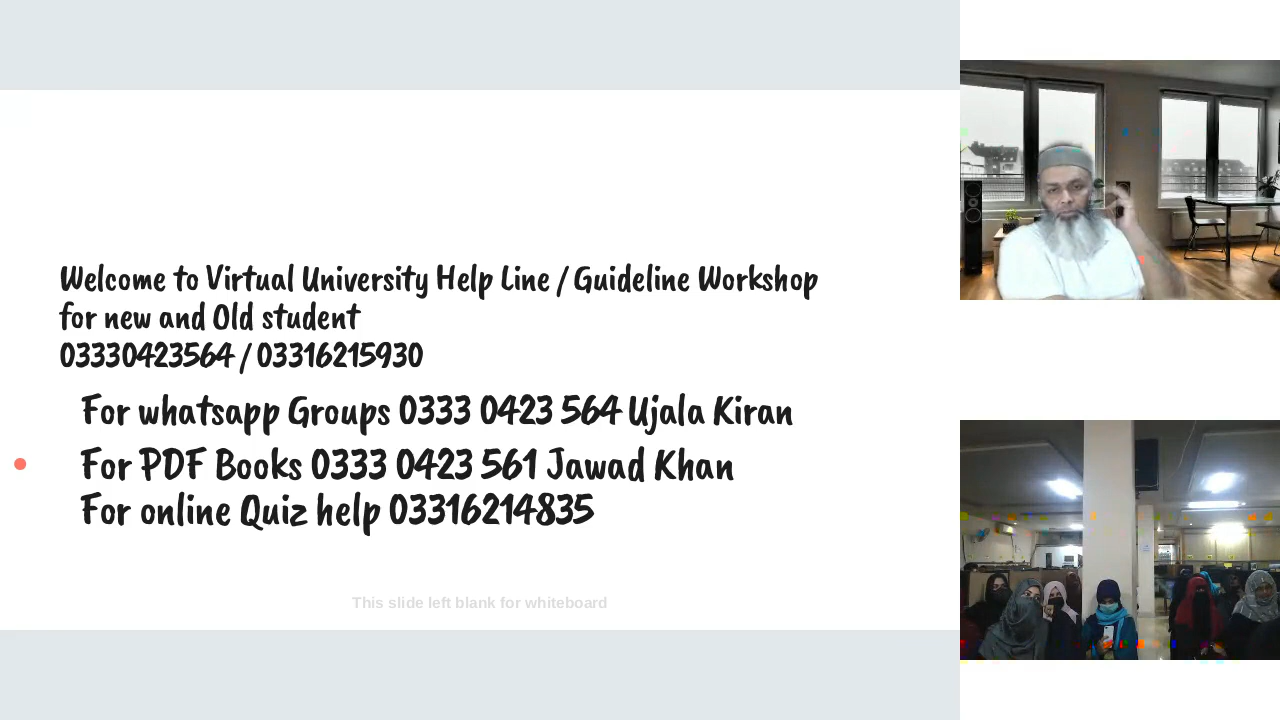 Welcome to Virtual University Help Line / Guideline Workshop
for new and Old student
03330423564 / 03316215930
For whatsapp Groups 0333 0423 564 Ujala Kiran
For PDF Books 0333 0423 561 Jawad Khan
For online Quiz help 03316214835
This slide left blank for whiteboard